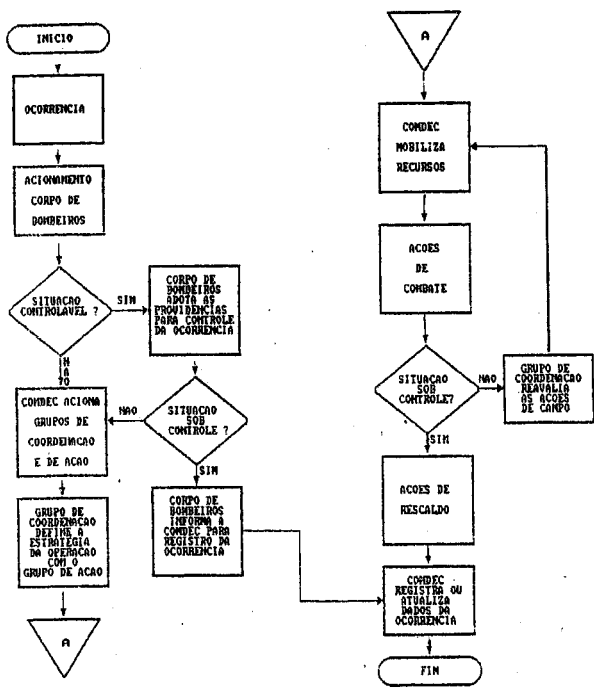 INICIO
OCORRENCIA
ACIONAMENTO
CORPO DE
BOMBEIROS
SITUACAO
CONTROLAVEL ?
SIM
NAO
CORPO DE
BOMBEIROS
ADOTA AS
PROVIDENCIAS
PARA CONTROLE
DA OCORRENCIA
SITUACAO
SOB
CONTROLE ?
NAO
SIM
COMDEC ACIONA
GRUPOS DE
COORDENACAO
E DE ACAO
GRUPO DE
COORDENACAO
DEFINE A
ESTRATEGIA
DA OPERACAO
COM O
GRUPO DE ACAO
A
CORPO DE
BOMBEIROS
INFORMA A
COMDEC PARA
REGISTRO DA
OCORRENCIA
A
COMDEC
MOBILIZA
RECURSOS
ACOES
DE
COMBATE
SITUACAO
SOB
CONTROLE?
NAO
SIM
GRUPO DE
COORDENACAO
REAVALIA
AS ACOES
DE CAMPO
ACOES DE
RESCALDO
COMDEC
REGISTRA OU
ATUALIZA
DADOS DA
OCORRENCIA
FIM